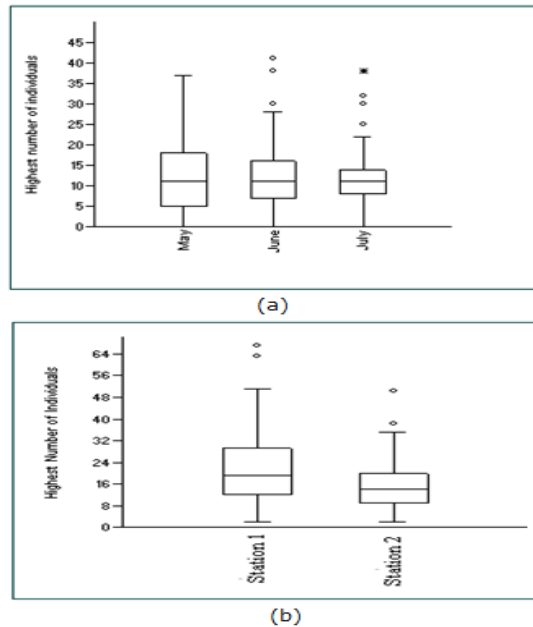 Highest number of individuals
45
40
35
30
25
20
15
10
5
0
May
June
July
(a)
Highest Number of Individuals
64
56
48
40
32
24
16
8
0
Station 1
Station 2
(b)